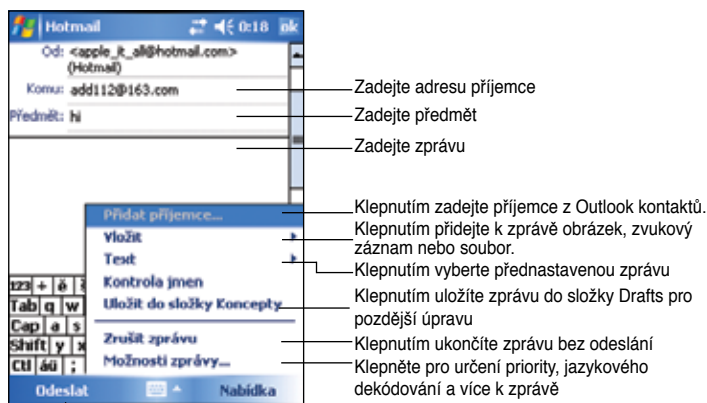 Hotmail 0:18 ok
Od: <apple_jt_all@hotmail.com>
(Hotmail)
Komu: add112@163.com
Předmět: hi
Zadejte adresu příjemce
Zadejte předmět
Zadejte zprávu
Přidat příjemce...
Vložit
Text
Kontrola jmen
Uložit do složky Koncepty
Zrušit zprávu
Možnosti zprávy...
Klepnutím zadejte příjemce z Outlook kontaktů.
Klepnutím přidejte k zprávě obrázek, zvukový
záznam nebo soubor.
Klepnutím vyberte přednastavenou zprávu
Klepnutím uložíte zprávu do složky Drafts pro
pozdější úpravu
Klepnutím ukončíte zprávu bez odeslání
Klepněte pro určení priority, jazykového
dekódování a více k zprávě
123 + ě
Tab q w
Cap a s
Shift y x
Ctl áü ;
Odeslat Nabídka